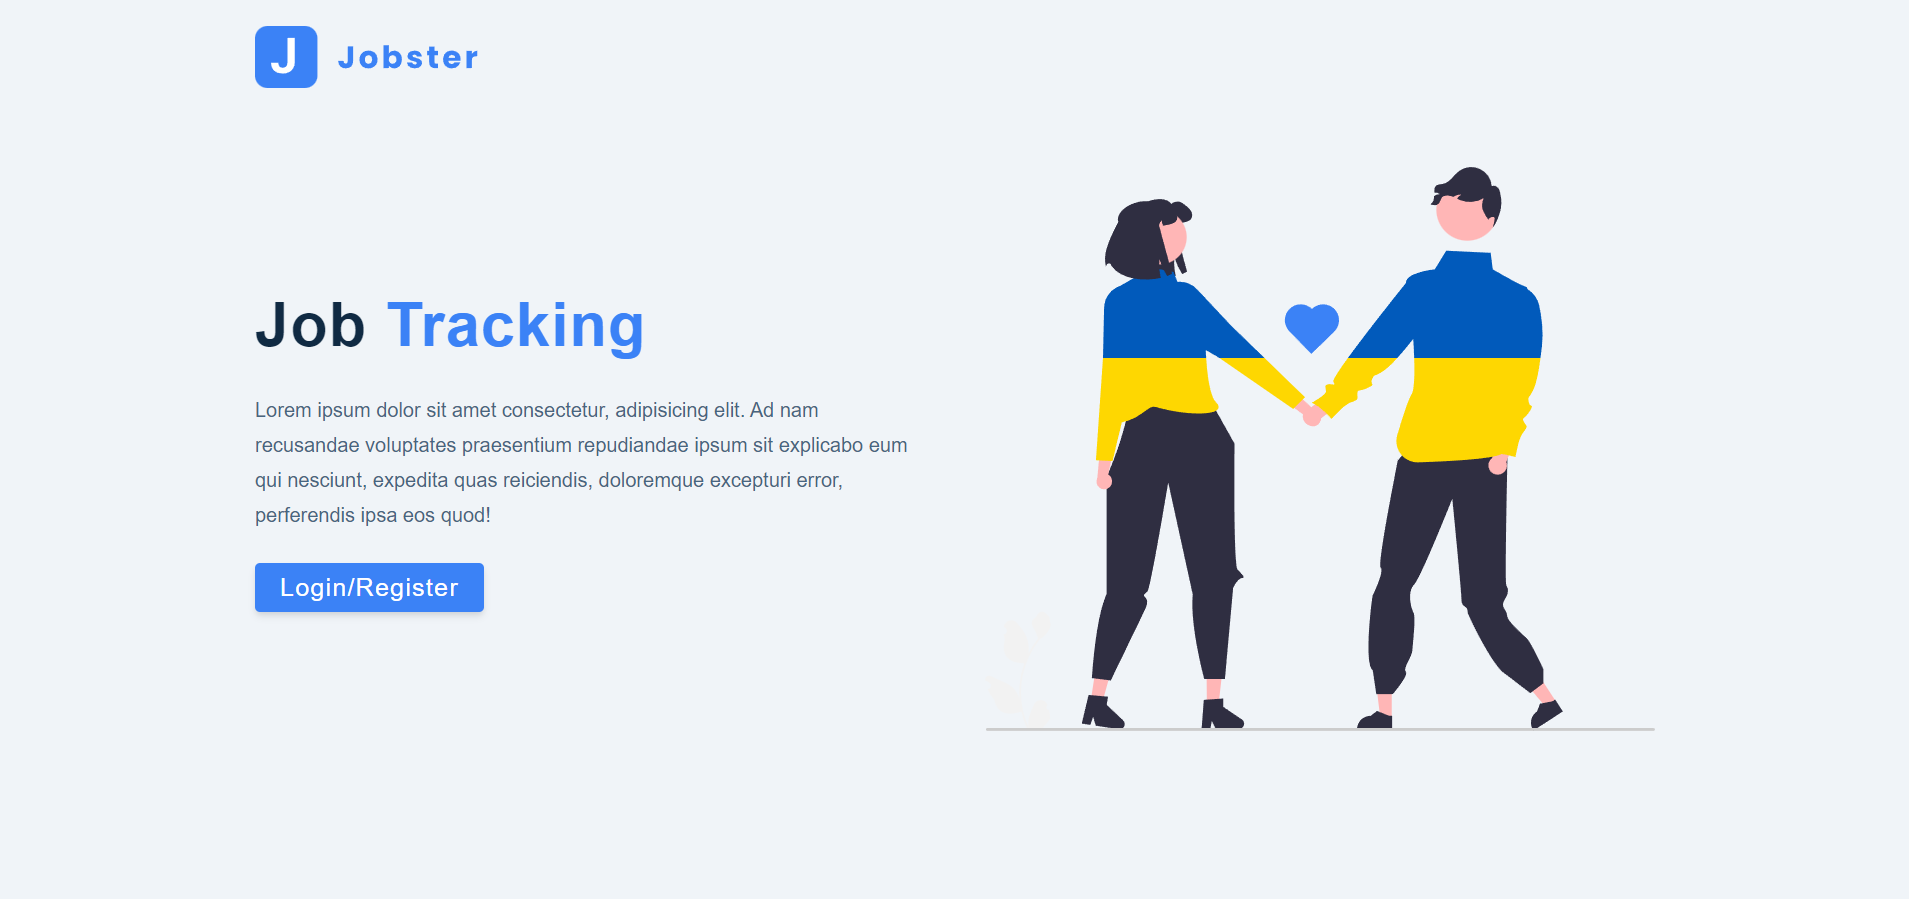 J Jobster
Job Tracking
Lorem ipsum dolor sit amet consectetur, adipisicing elit. Ad nam
recusandae voluptates praesentium repudiandae ipsum sit explicabo eum
qui nesciunt, expedita quas reiciendis, doloremque excepturi error,
perferendis ipsa eos quod!
Login/Register